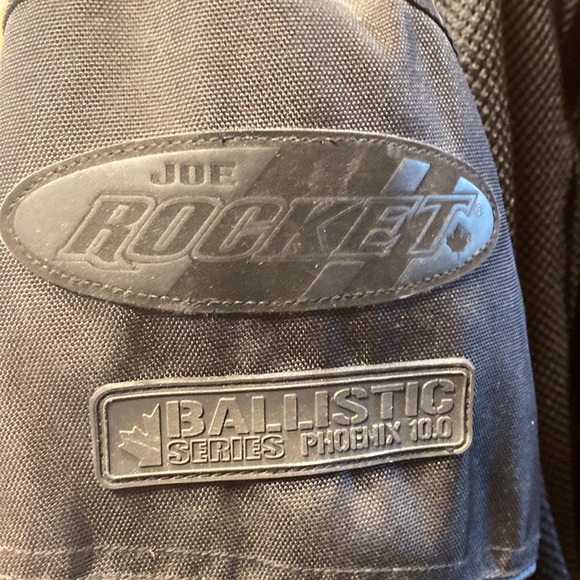 JOE
ROCKET®
BALLISTIC
SERIES PHOENIX 10.0